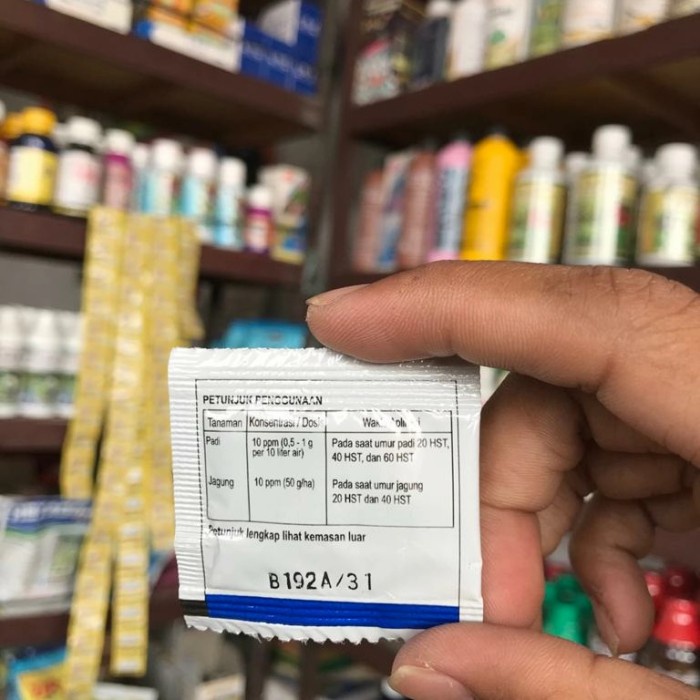 PETUNJUK PENGGUNAAN
Tanaman Konsentrasi / Dosis Waktu
Padi 10 ppm (0,5 - 1 g per 10 liter air) Pada saat umur padi 20 HST, 40 HST, dan 60 HST
Jagung 10 ppm (50 g/ha) Pada saat umur jagung 20 HST dan 40 HST
Petunjuk lengkap lihat kemasan luar
B192A/31